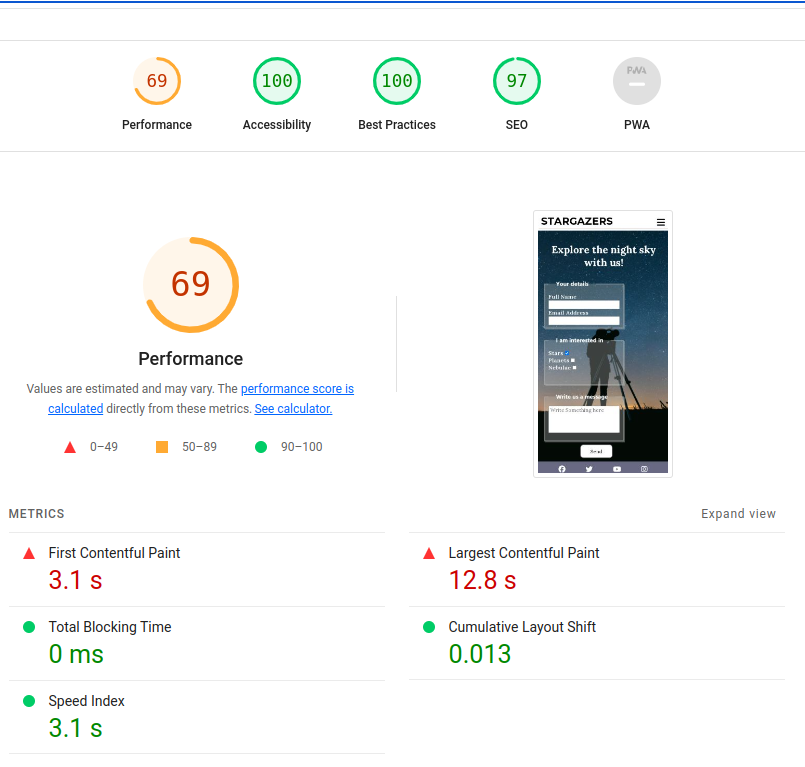 69
100
100
97
PWA
Performance
Accessibility
Best Practices
SEO
PWA
69
Performance
Values are estimated and may vary. The performance score is
calculated directly from these metrics. See calculator.
0–49
50–89
90–100
STARGAZERS
Explore the night sky
with us!
Your details
Full Name
Email Address
I am interested in
Stars
Planets
Nebulae
Write us a message
Write Something here
Send
METRICS
Expand view
First Contentful Paint
3.1 s
Largest Contentful Paint
12.8 s
Total Blocking Time
0 ms
Cumulative Layout Shift
0.013
Speed Index
3.1 s